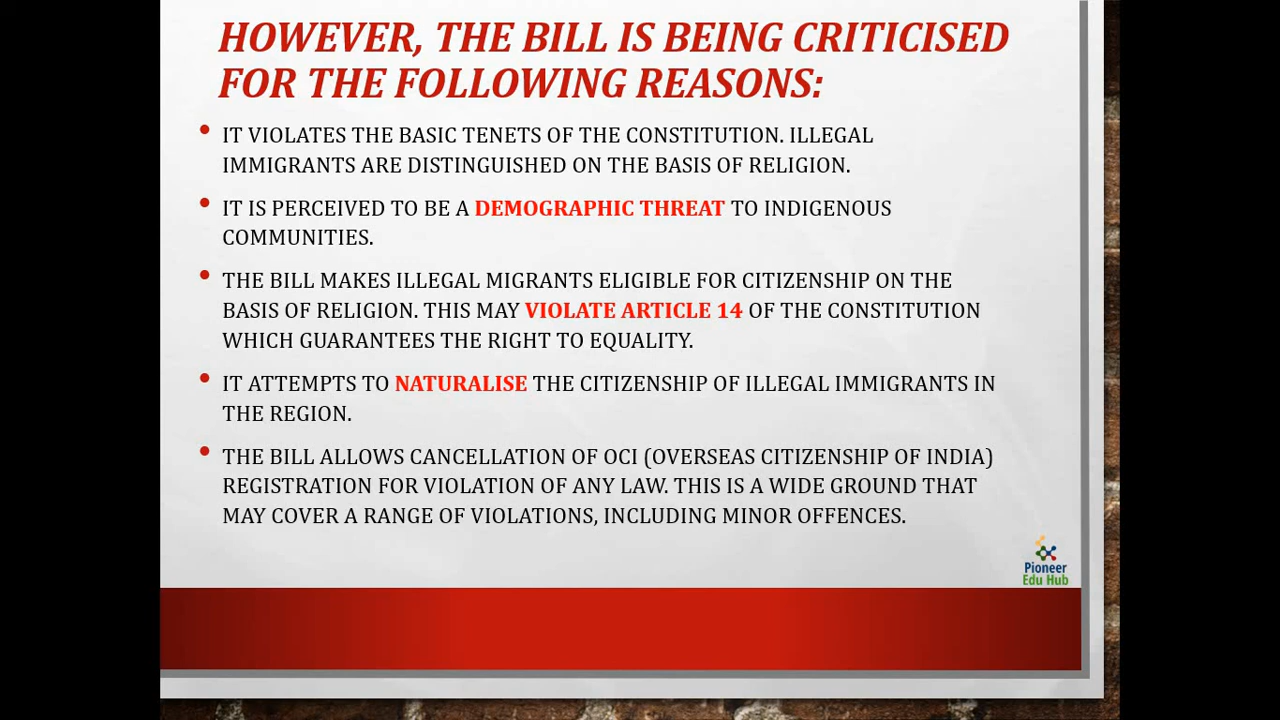 HOWEVER, THE BILL IS BEING CRITICISED
FOR THE FOLLOWING REASONS:
• IT VIOLATES THE BASIC TENETS OF THE CONSTITUTION. ILLEGAL
IMMIGRANTS ARE DISTINGUISHED ON THE BASIS OF RELIGION.
• IT IS PERCEIVED TO BE A DEMOGRAPHIC THREAT TO INDIGENOUS
COMMUNITIES.
• THE BILL MAKES ILLEGAL MIGRANTS ELIGIBLE FOR CITIZENSHIP ON THE
BASIS OF RELIGION. THIS MAY VIOLATE ARTICLE 14 OF THE CONSTITUTION
WHICH GUARANTEES THE RIGHT TO EQUALITY.
• IT ATTEMPTS TO NATURALISE THE CITIZENSHIP OF ILLEGAL IMMIGRANTS IN
THE REGION.
• THE BILL ALLOWS CANCELLATION OF OCI (OVERSEAS CITIZENSHIP OF INDIA)
REGISTRATION FOR VIOLATION OF ANY LAW. THIS IS A WIDE GROUND THAT
MAY COVER A RANGE OF VIOLATIONS, INCLUDING MINOR OFFENCES.
Pioneer
Edu Hub